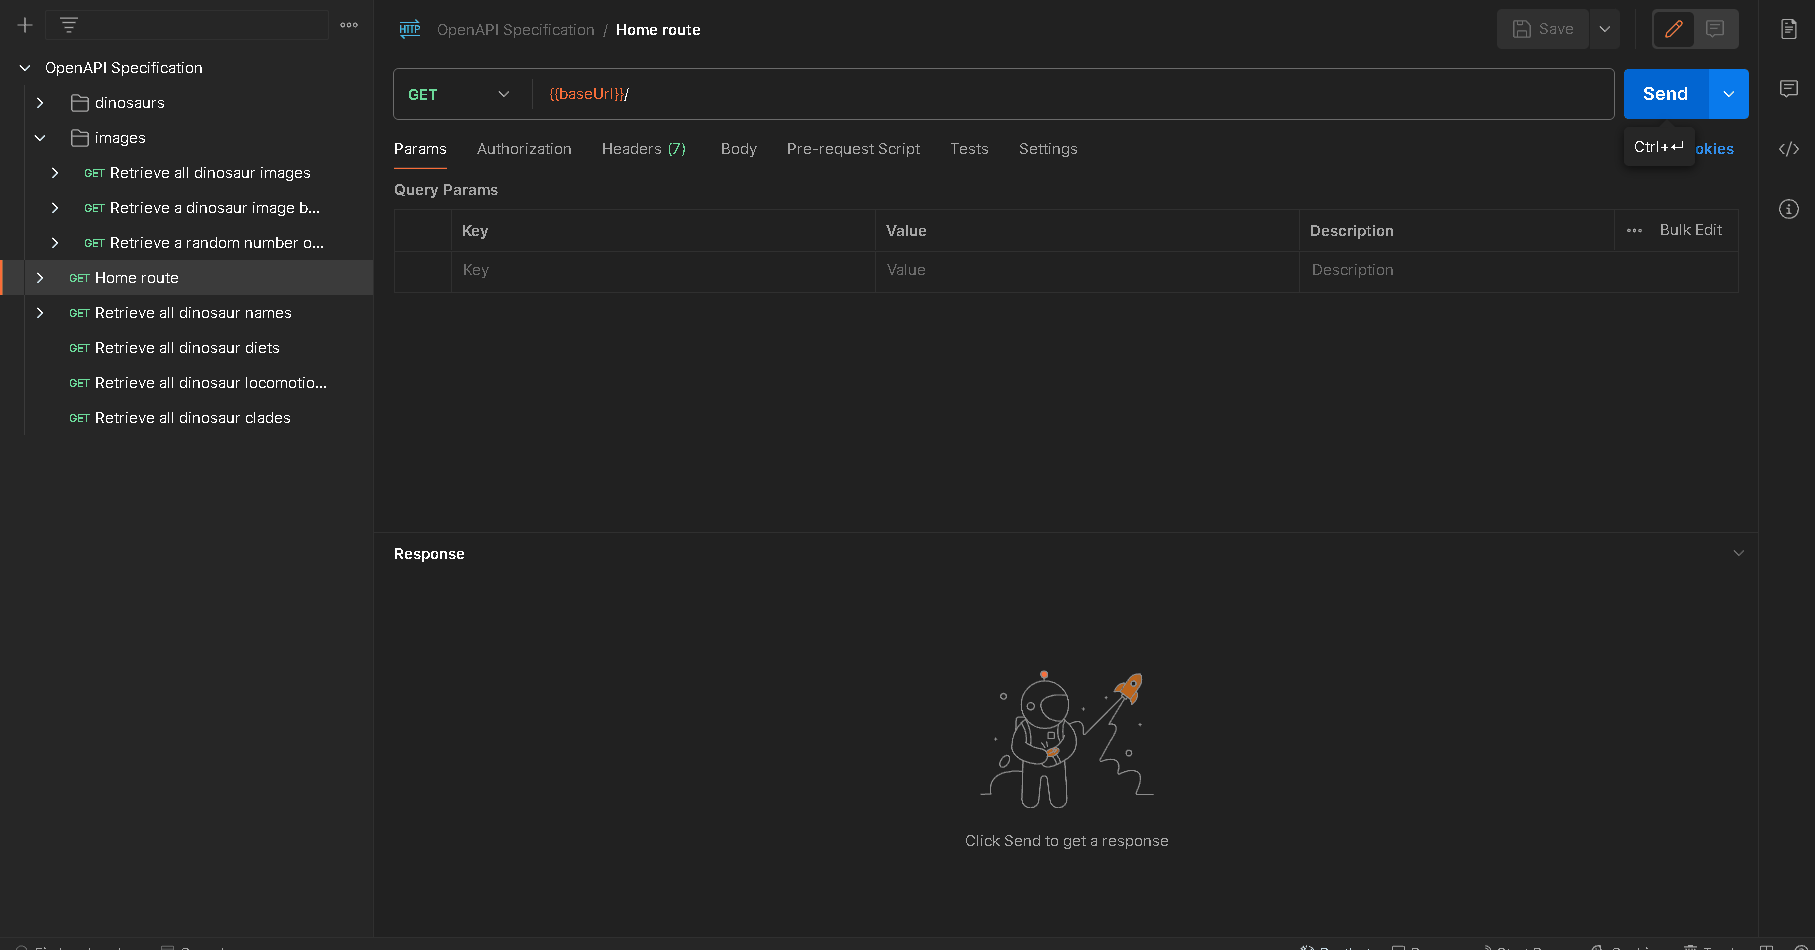 HTTP OpenAPI Specification / Home route
Save
OpenAPI Specification
dinosaurs
images
GET Retrieve all dinosaur images
GET Retrieve a dinosaur image b...
GET Retrieve a random number o...
GET Home route
GET Retrieve all dinosaur names
GET Retrieve all dinosaur diets
GET Retrieve all dinosaur locomotio...
GET Retrieve all dinosaur clades
GET
{{baseUrl}}/
Send
Ctrl+↵
okies
Params Authorization Headers (7) Body Pre-request Script Tests Settings
Query Params
Key Value Description Bulk Edit
Key Value Description
Response
Click Send to get a response